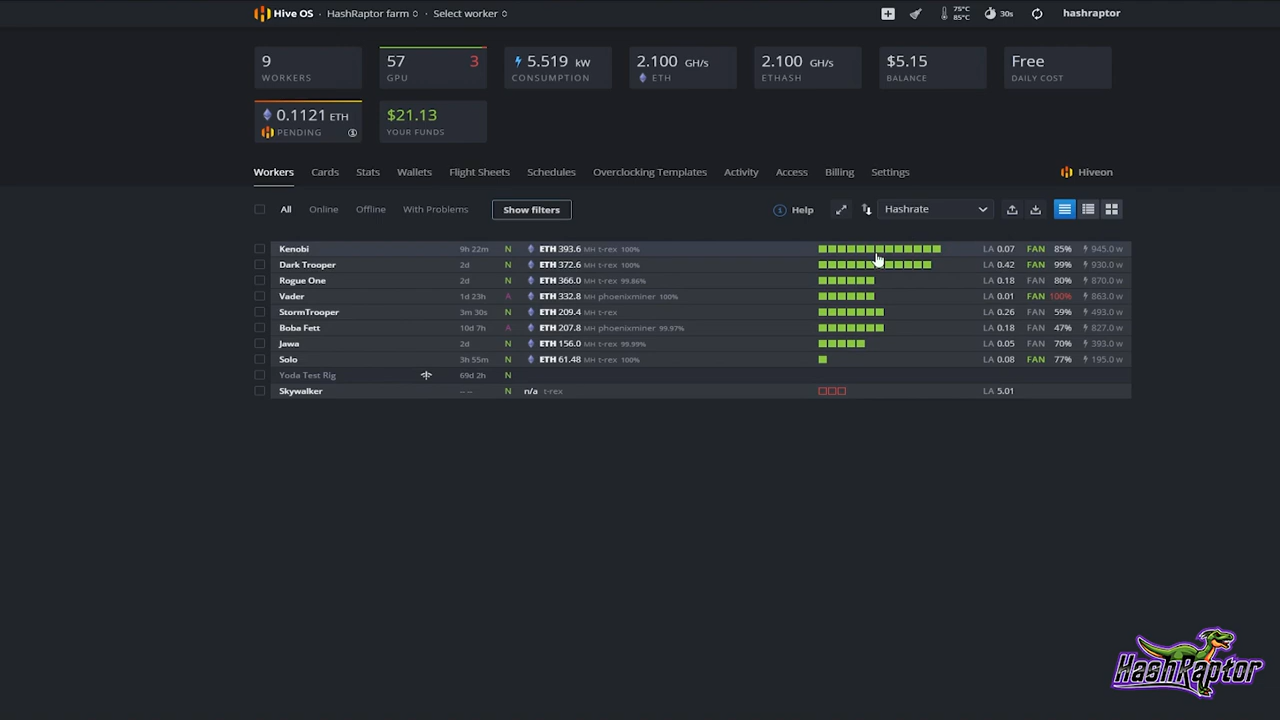 Hive OS HashRaptor farm Select worker 75°C 85°C 30s hashraptor
9 WORKERS
57 3 GPU
5.519 kW CONSUMPTION
2.100 GH/s ETH
2.100 GH/s ETHASH
$5.15 BALANCE
Free DAILY COST
0.1121 ETH PENDING
$21.13 YOUR FUNDS
Workers Cards Stats Wallets Flight Sheets Schedules Overclocking Templates Activity Access Billing Settings Hiveon
All Online Offline With Problems Show filters Help Hashrate
Kenobi 9h 22m N ETH 393.6 MH t-rex 100% LA 0.07 FAN 85% 945.0 w
Dark Trooper 2d N ETH 372.6 MH t-rex 100% LA 0.42 FAN 99% 930.0 w
Rogue One 2d N ETH 366.0 MH t-rex 99.86% LA 0.18 FAN 80% 870.0 w
Vader 1d 23h A ETH 332.8 MH phoenixminer 100% LA 0.01 FAN 100% 863.0 w
StormTrooper 3m 30s N ETH 209.4 MH t-rex LA 0.26 FAN 59% 493.0 w
Boba Fett 10d 7h A ETH 207.8 MH phoenixminer 99.97% LA 0.18 FAN 47% 827.0 w
Jawa 2d N ETH 156.0 MH t-rex 99.99% LA 0.05 FAN 70% 393.0 w
Solo 3h 55m N ETH 61.48 MH t-rex 100% LA 0.08 FAN 77% 195.0 w
Yoda Test Rig 69d 2h N
Skywalker -- -- N n/a t-rex LA 5.01
HashRaptor